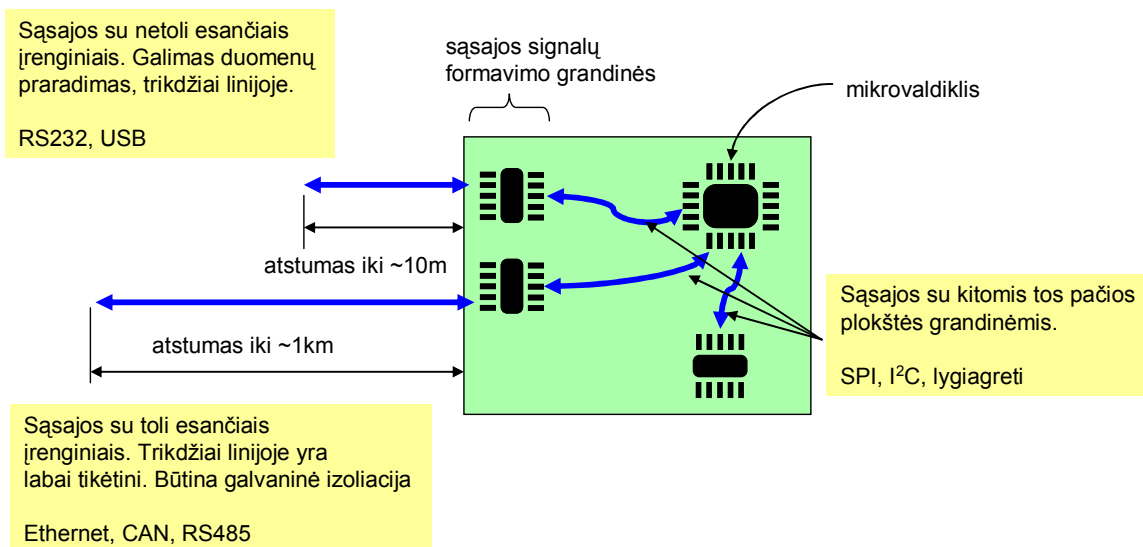 Sąsajos su netoli esančiais
įrenginiais. Galimas duomenų
praradimas, trikdžiai linijoje.
RS232, USB
sąsajos signalų
formavimo grandinės
mikrovaldiklis
atstumas iki ~10m
atstumas iki ~1km
Sąsajos su kitomis tos pačios
plokštės grandinėmis.
SPI, I²C, lygiagreti
Sąsajos su toli esančiais
įrenginiais. Trikdžiai linijoje yra
labai tikėtini. Būtina galvaninė izoliacija
Ethernet, CAN, RS485